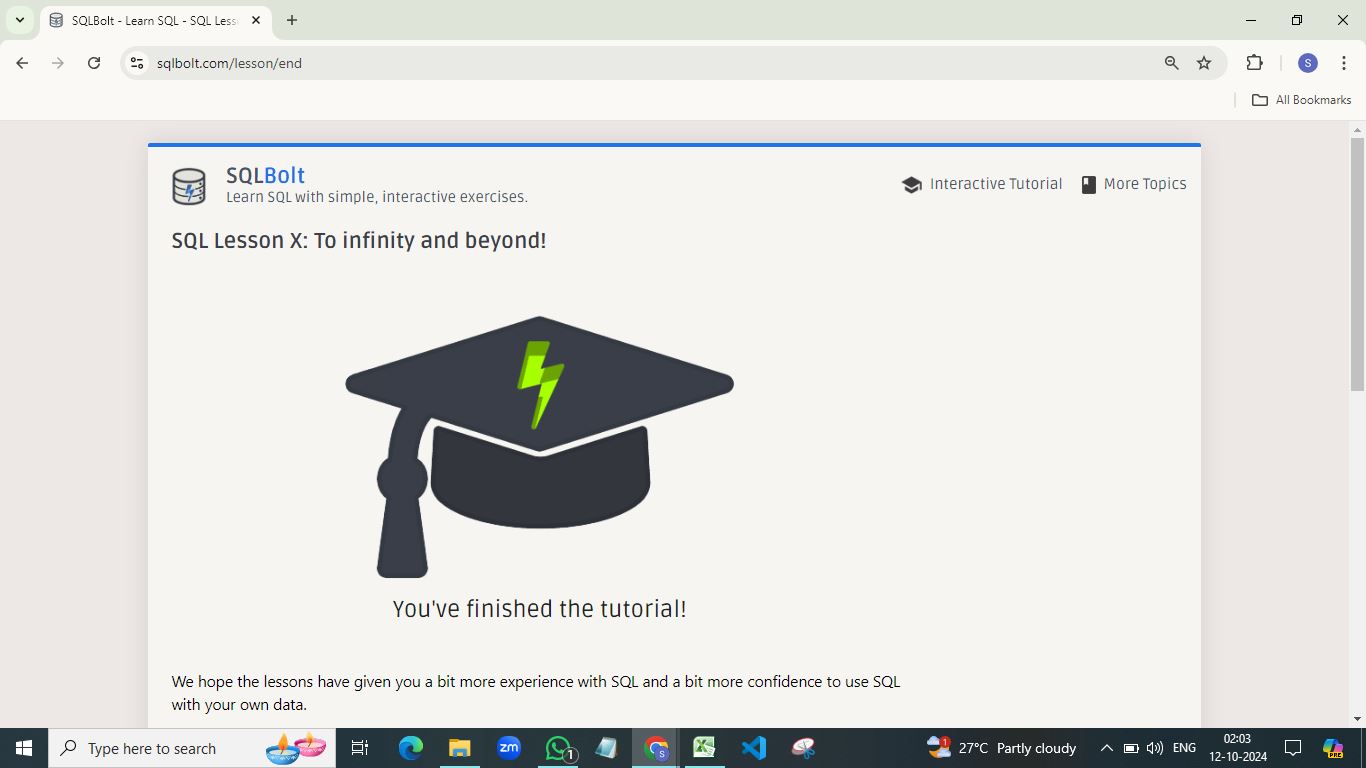 SQLBolt - Learn SQL - SQL Less
sqlbolt.com/lesson/end
S
All Bookmarks
SQLBolt
Learn SQL with simple, interactive exercises.
Interactive Tutorial
More Topics
SQL Lesson X: To infinity and beyond!
You've finished the tutorial!
We hope the lessons have given you a bit more experience with SQL and a bit more confidence to use SQL
with your own data.
Type here to search
zm
1
S
1
27°C Partly cloudy
ENG
02:03
12-10-2024
PRE